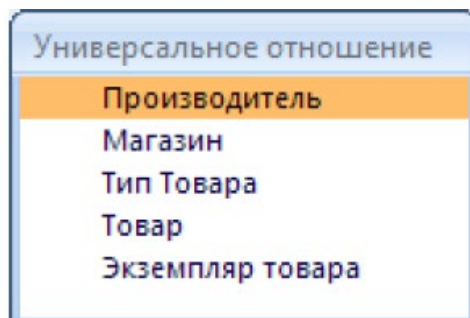 Универсальное отношение
Производитель
Магазин
Тип Товара
Товар
Экземпляр товара